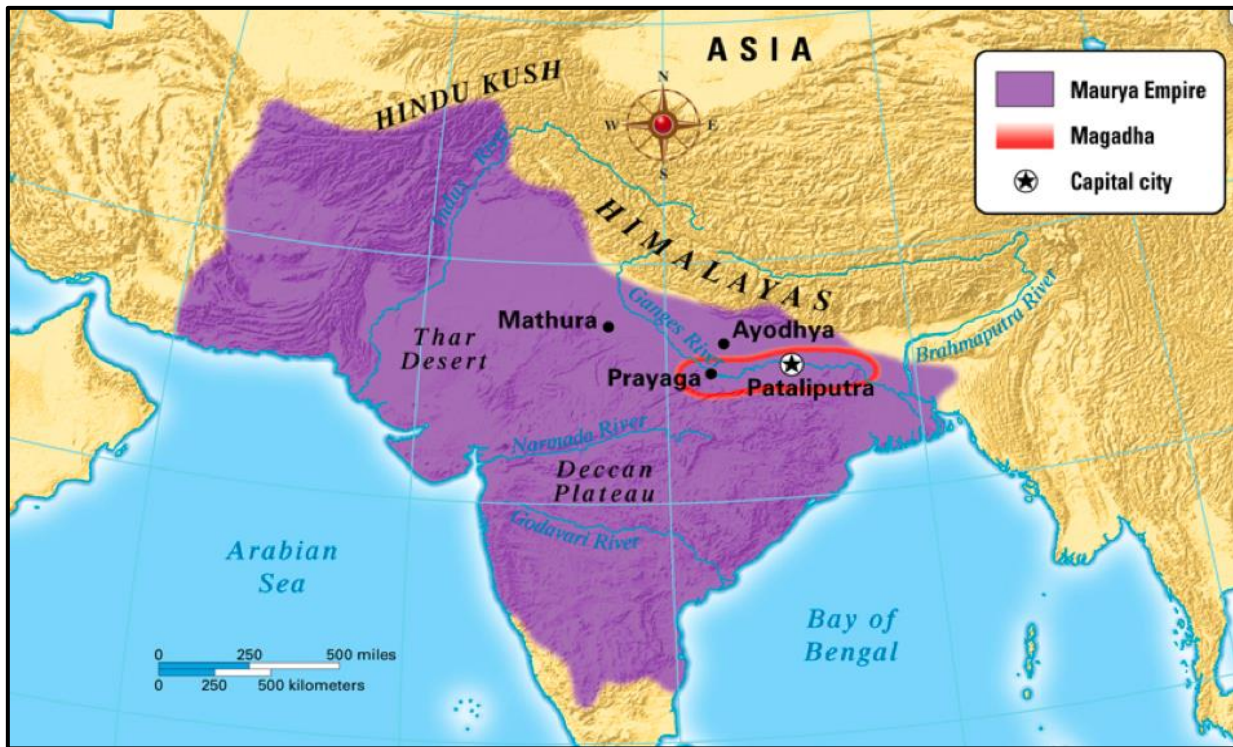 ASIA
Maurya Empire
Magadha
Capital city
N
W
E
S
HINDU KUSH
Indus River
HIMALAYAS
Ganges River
Brahmaputra River
Mathura
Ayodhya
Thar
Desert
Prayaga
Pataliputra
Narmada River
Deccan
Plateau
Godavari River
Arabian
Sea
Bay of
Bengal
0 250 500 miles
0 250 500 kilometers